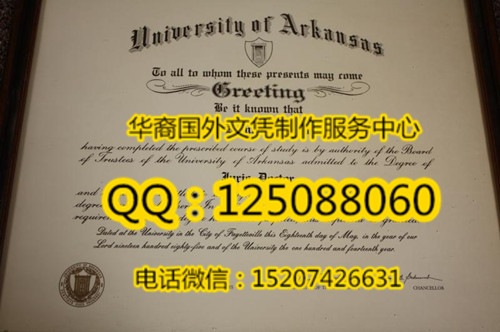 University of Arkansas
To all to whom these presents may come
Greeting
Be it known that
华裔国外文凭制作服务中心
having completed the prescribed course of study is by authority of the Board
of Trustees of the University of Arkansas admitted to the Degree of
Juris Doctor
and
QQ：125088060
degree
requirem
Dated at the University in the City of Fayetteville this Eighteenth day of May, in the year of our
Lord nineteen hundred eighty-five and of the University the one hundred and fourteenth year.
电话微信：15207426631
CHANCELLOR